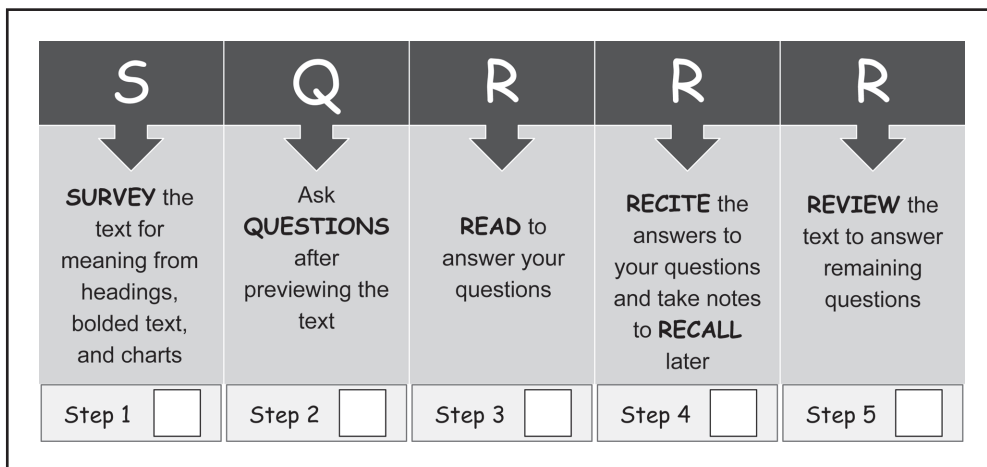 S
Q
R
R
R
SURVEY the
text for
meaning from
headings,
bolded text,
and charts
Ask
QUESTIONS
after
previewing the
text
READ to
answer your
questions
RECITE the
answers to
your questions
and take notes
to RECALL
later
REVIEW the
text to answer
remaining
questions
Step 1
Step 2
Step 3
Step 4
Step 5